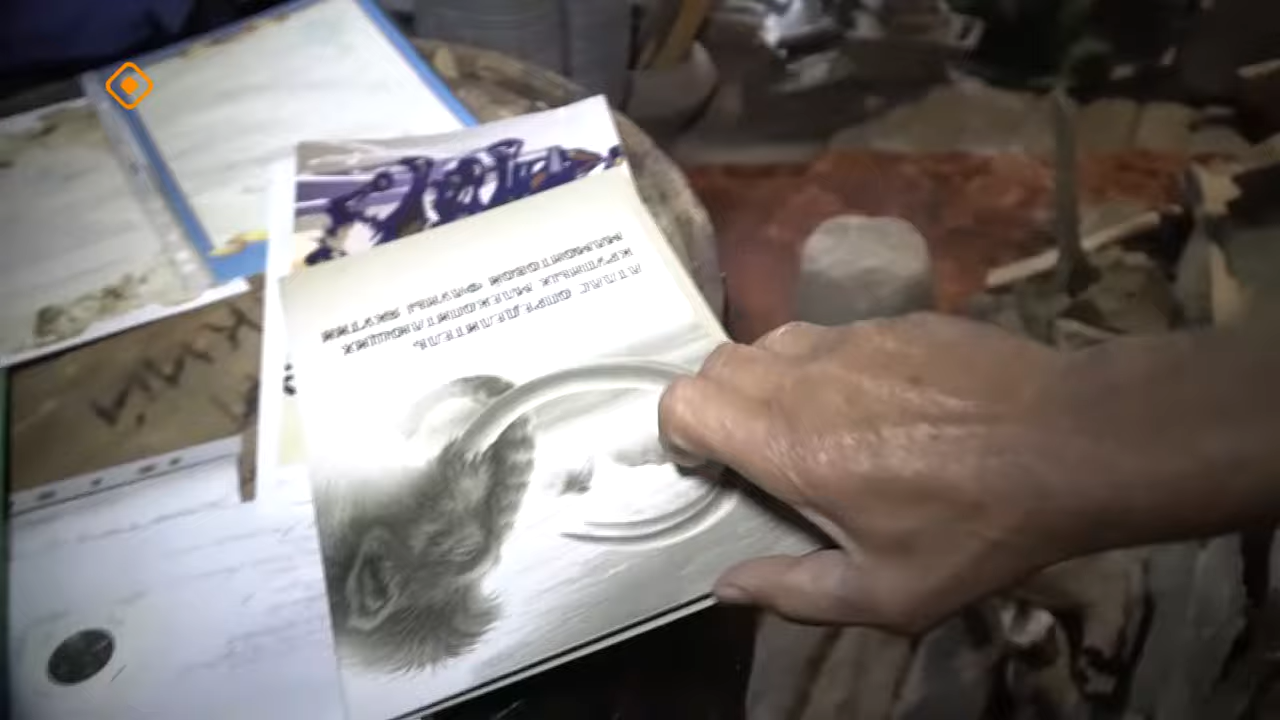 АТЛАС ОПРЕДЕЛИТЕЛЬ
КРУПНЫХ МЛЕКОПИТАЮЩИХ
МАМОНТОВОЙ ФАУНЫ ЯКУТИИ